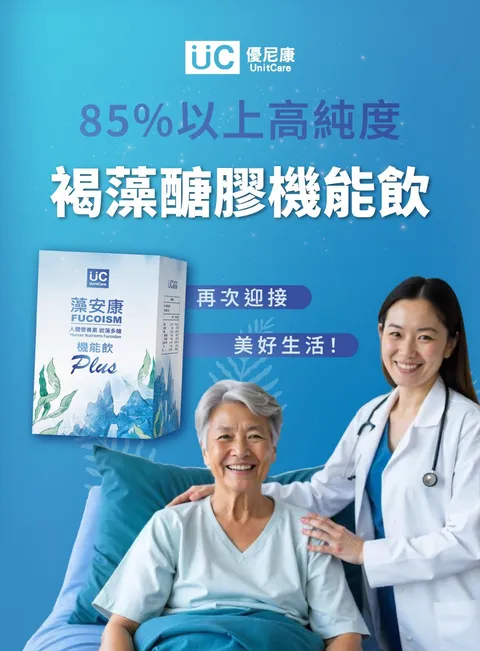 UC 優尼康
UnitCare
85%以上高純度
褐藻醣膠機能飲
UC
UnitCare
藻安康
FUCOISM
機能飲
Plus
再次迎接
美好生活!